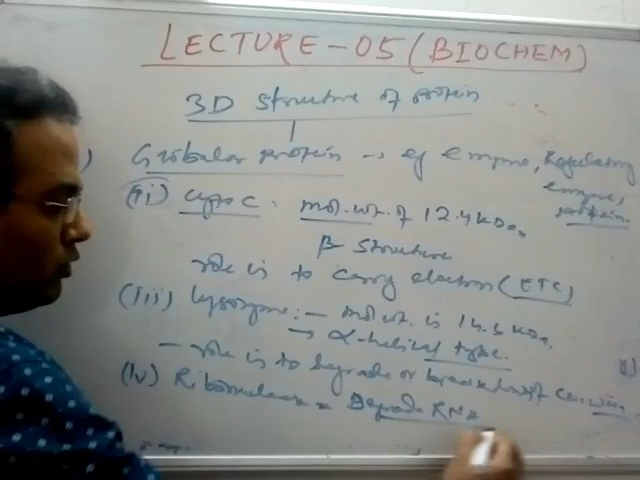 LECTURE-05 (BIOCHEM)
3D Structure of protein
Globular protein → eg enzyme, Regulatory
enzyme,
protein.
(ii) Cyto C : mol. wt. of 12.4 KDa,
β structure
role is to carry electron (ETC)
(iii) Lysozyme :- mol wt. is 14.5 KDa,
→ α-helical type.
- role is to degrade or breakdown of
(iv) Ribonuclease = Degrade RNA